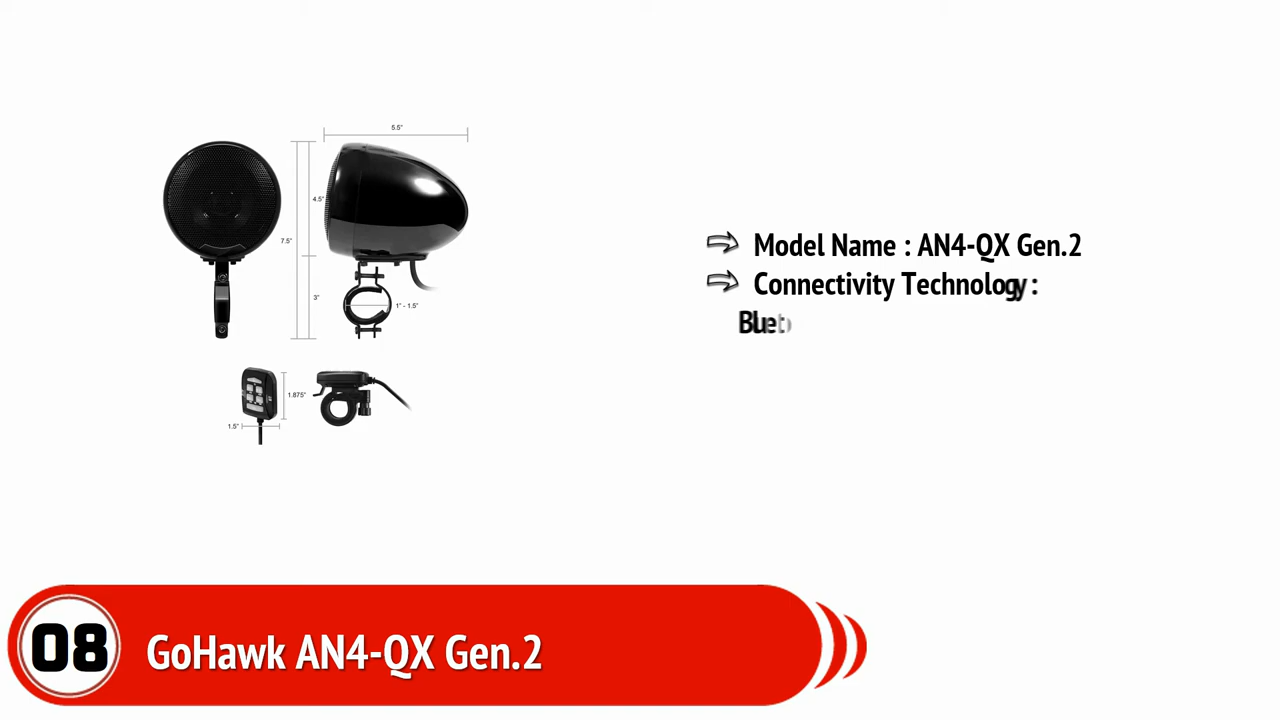 5.5"
4.5"
7.5"
3"
1" - 1.5"
1.875"
1.5"
Model Name : AN4-QX Gen.2
Connectivity Technology :
08
GoHawk AN4-QX Gen.2